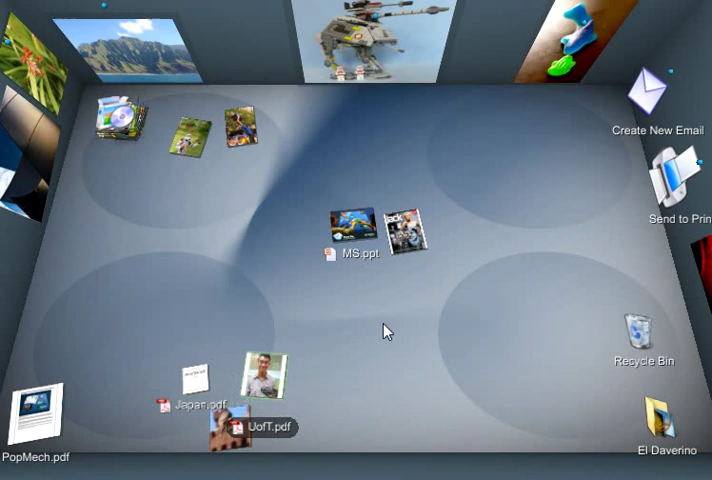 Create New Email
Send to Prin
MS.ppt
Recycle Bin
Japan.pdf
UofT.pdf
El Daverino
PopMech.pdf